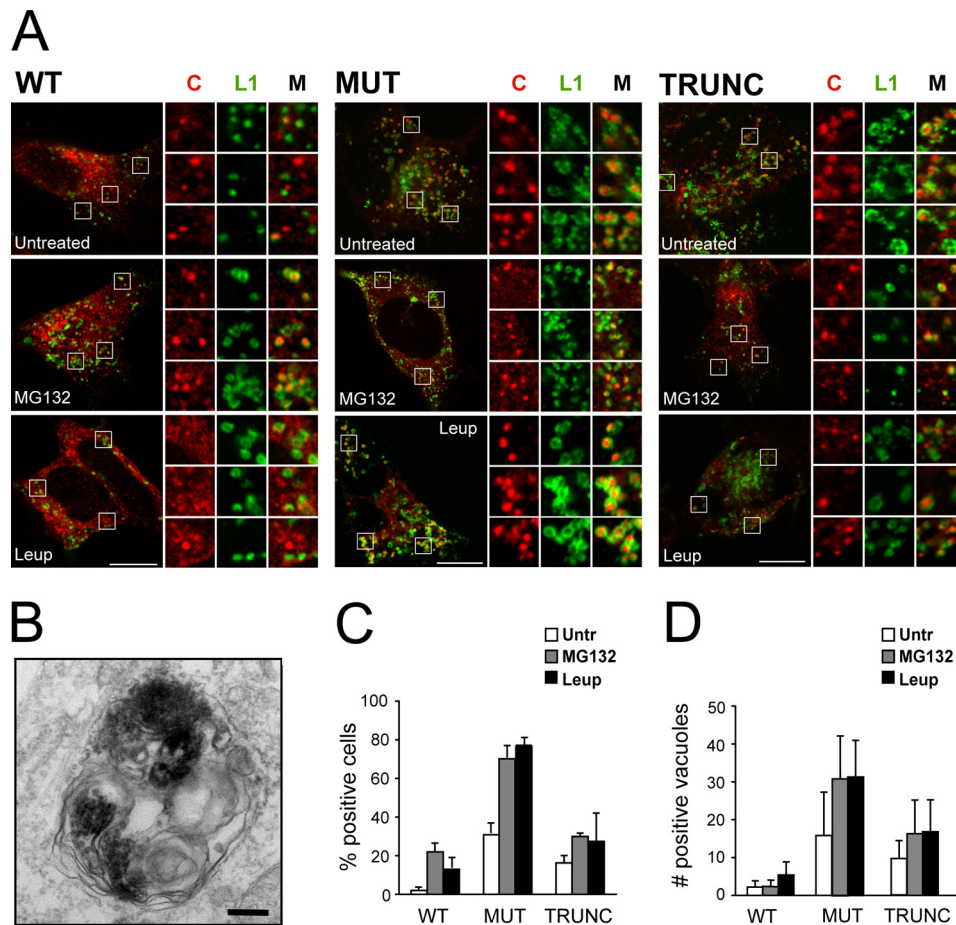 A
WT C L1 M MUT C L1 M TRUNC C L1 M
Untreated Untreated Untreated
MG132 MG132 MG132
Leup Leup Leup
B
C
Untr
MG132
Leup
% positive cells
100
80
60
40
20
0
WT MUT TRUNC
D
Untr
MG132
Leup
# positive vacuoles
50
40
30
20
10
0
WT MUT TRUNC